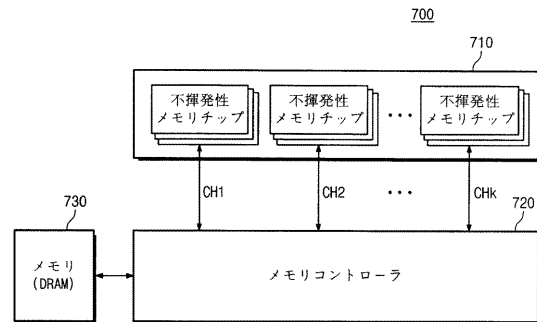 700
710
不揮発性
メモリチップ
不揮発性
メモリチップ
...
不揮発性
メモリチップ
CH1
CH2
...
CHk
730
720
メモリ
(DRAM)
メモリコントローラ